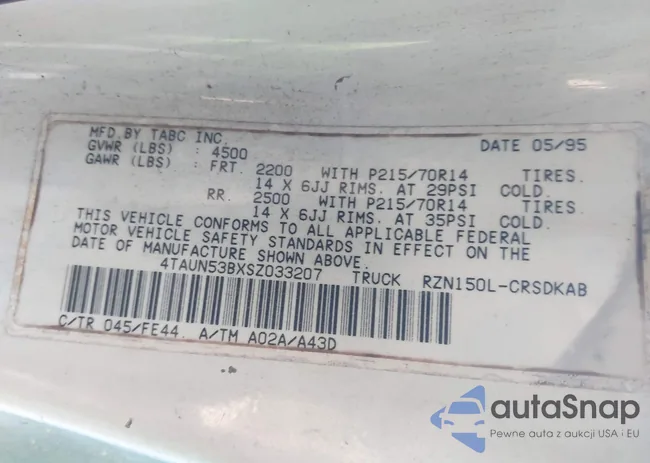 MFD.BY TABC INC. DATE 05/95
GVWR (LBS) : 4500
GAWR (LBS) : FRT. 2200 WITH P215/70R14 TIRES.
14 X 6JJ RIMS. AT 29PSI COLD.
RR. 2500 WITH P215/70R14 TIRES.
14 X 6JJ RIMS. AT 35PSI COLD.
THIS VEHICLE CONFORMS TO ALL APPLICABLE FEDERAL
MOTOR VEHICLE SAFETY STANDARDS IN EFFECT ON THE
DATE OF MANUFACTURE SHOWN ABOVE.
4TAUN53BXSZ033207 TRUCK RZN150L-CRSDKAB
C/TR 045/FE44 A/TM A02A/A43D
autoSnap
Pewne auta z aukcji USA i EU